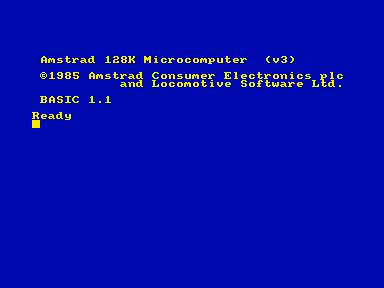 Amstrad 128K Microcomputer  (v3)
©1985 Amstrad Consumer Electronics plc
and Locomotive Software Ltd.
BASIC 1.1
Ready